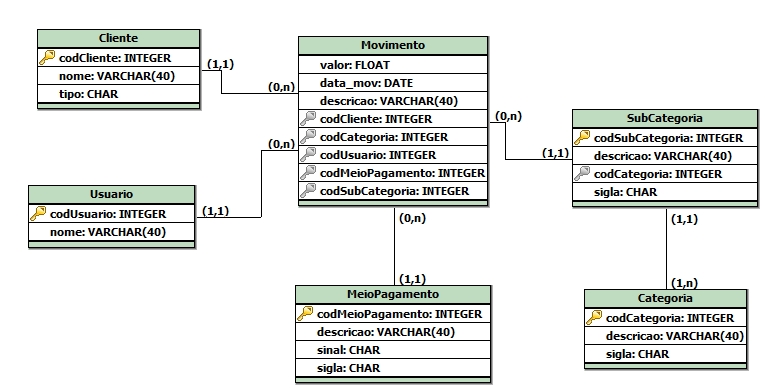 Cliente
codCliente: INTEGER
nome: VARCHAR(40)
tipo: CHAR
(1,1)
(0,n)
Movimento
valor: FLOAT
data_mov: DATE
descricao: VARCHAR(40)
codCliente: INTEGER
codCategoria: INTEGER
codUsuario: INTEGER
codMeioPagamento: INTEGER
codSubCategoria: INTEGER
(0,n)
(1,1)
SubCategoria
codSubCategoria: INTEGER
descricao: VARCHAR(40)
codCategoria: INTEGER
sigla: CHAR
(0,n)
(1,1)
Usuario
codUsuario: INTEGER
nome: VARCHAR(40)
(0,n)
(1,1)
MeioPagamento
codMeioPagamento: INTEGER
descricao: VARCHAR(40)
sinal: CHAR
sigla: CHAR
(1,1)
(1,n)
Categoria
codCategoria: INTEGER
descricao: VARCHAR(40)
sigla: CHAR